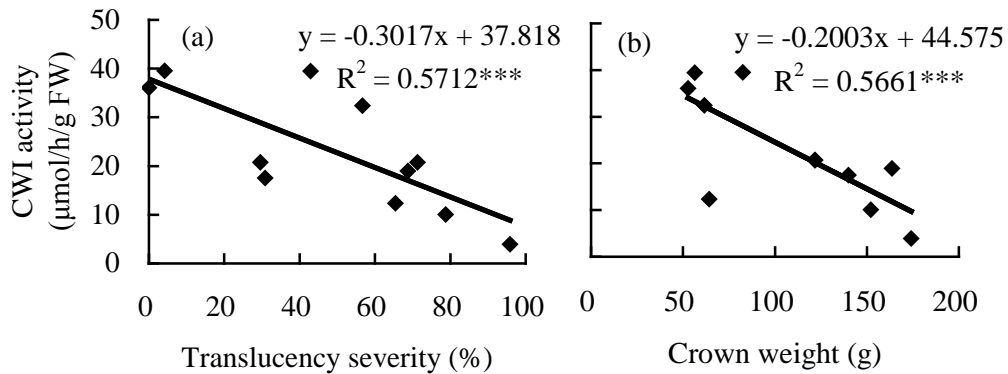 (a)
y = -0.3017x + 37.818
R² = 0.5712***
CWI activity
(µmol/h/g FW)
50
40
30
20
10
0
0 20 40 60 80 100
Translucency severity (%)
(b)
y = -0.2003x + 44.575
R² = 0.5661***
0 50 100 150 200
Crown weight (g)